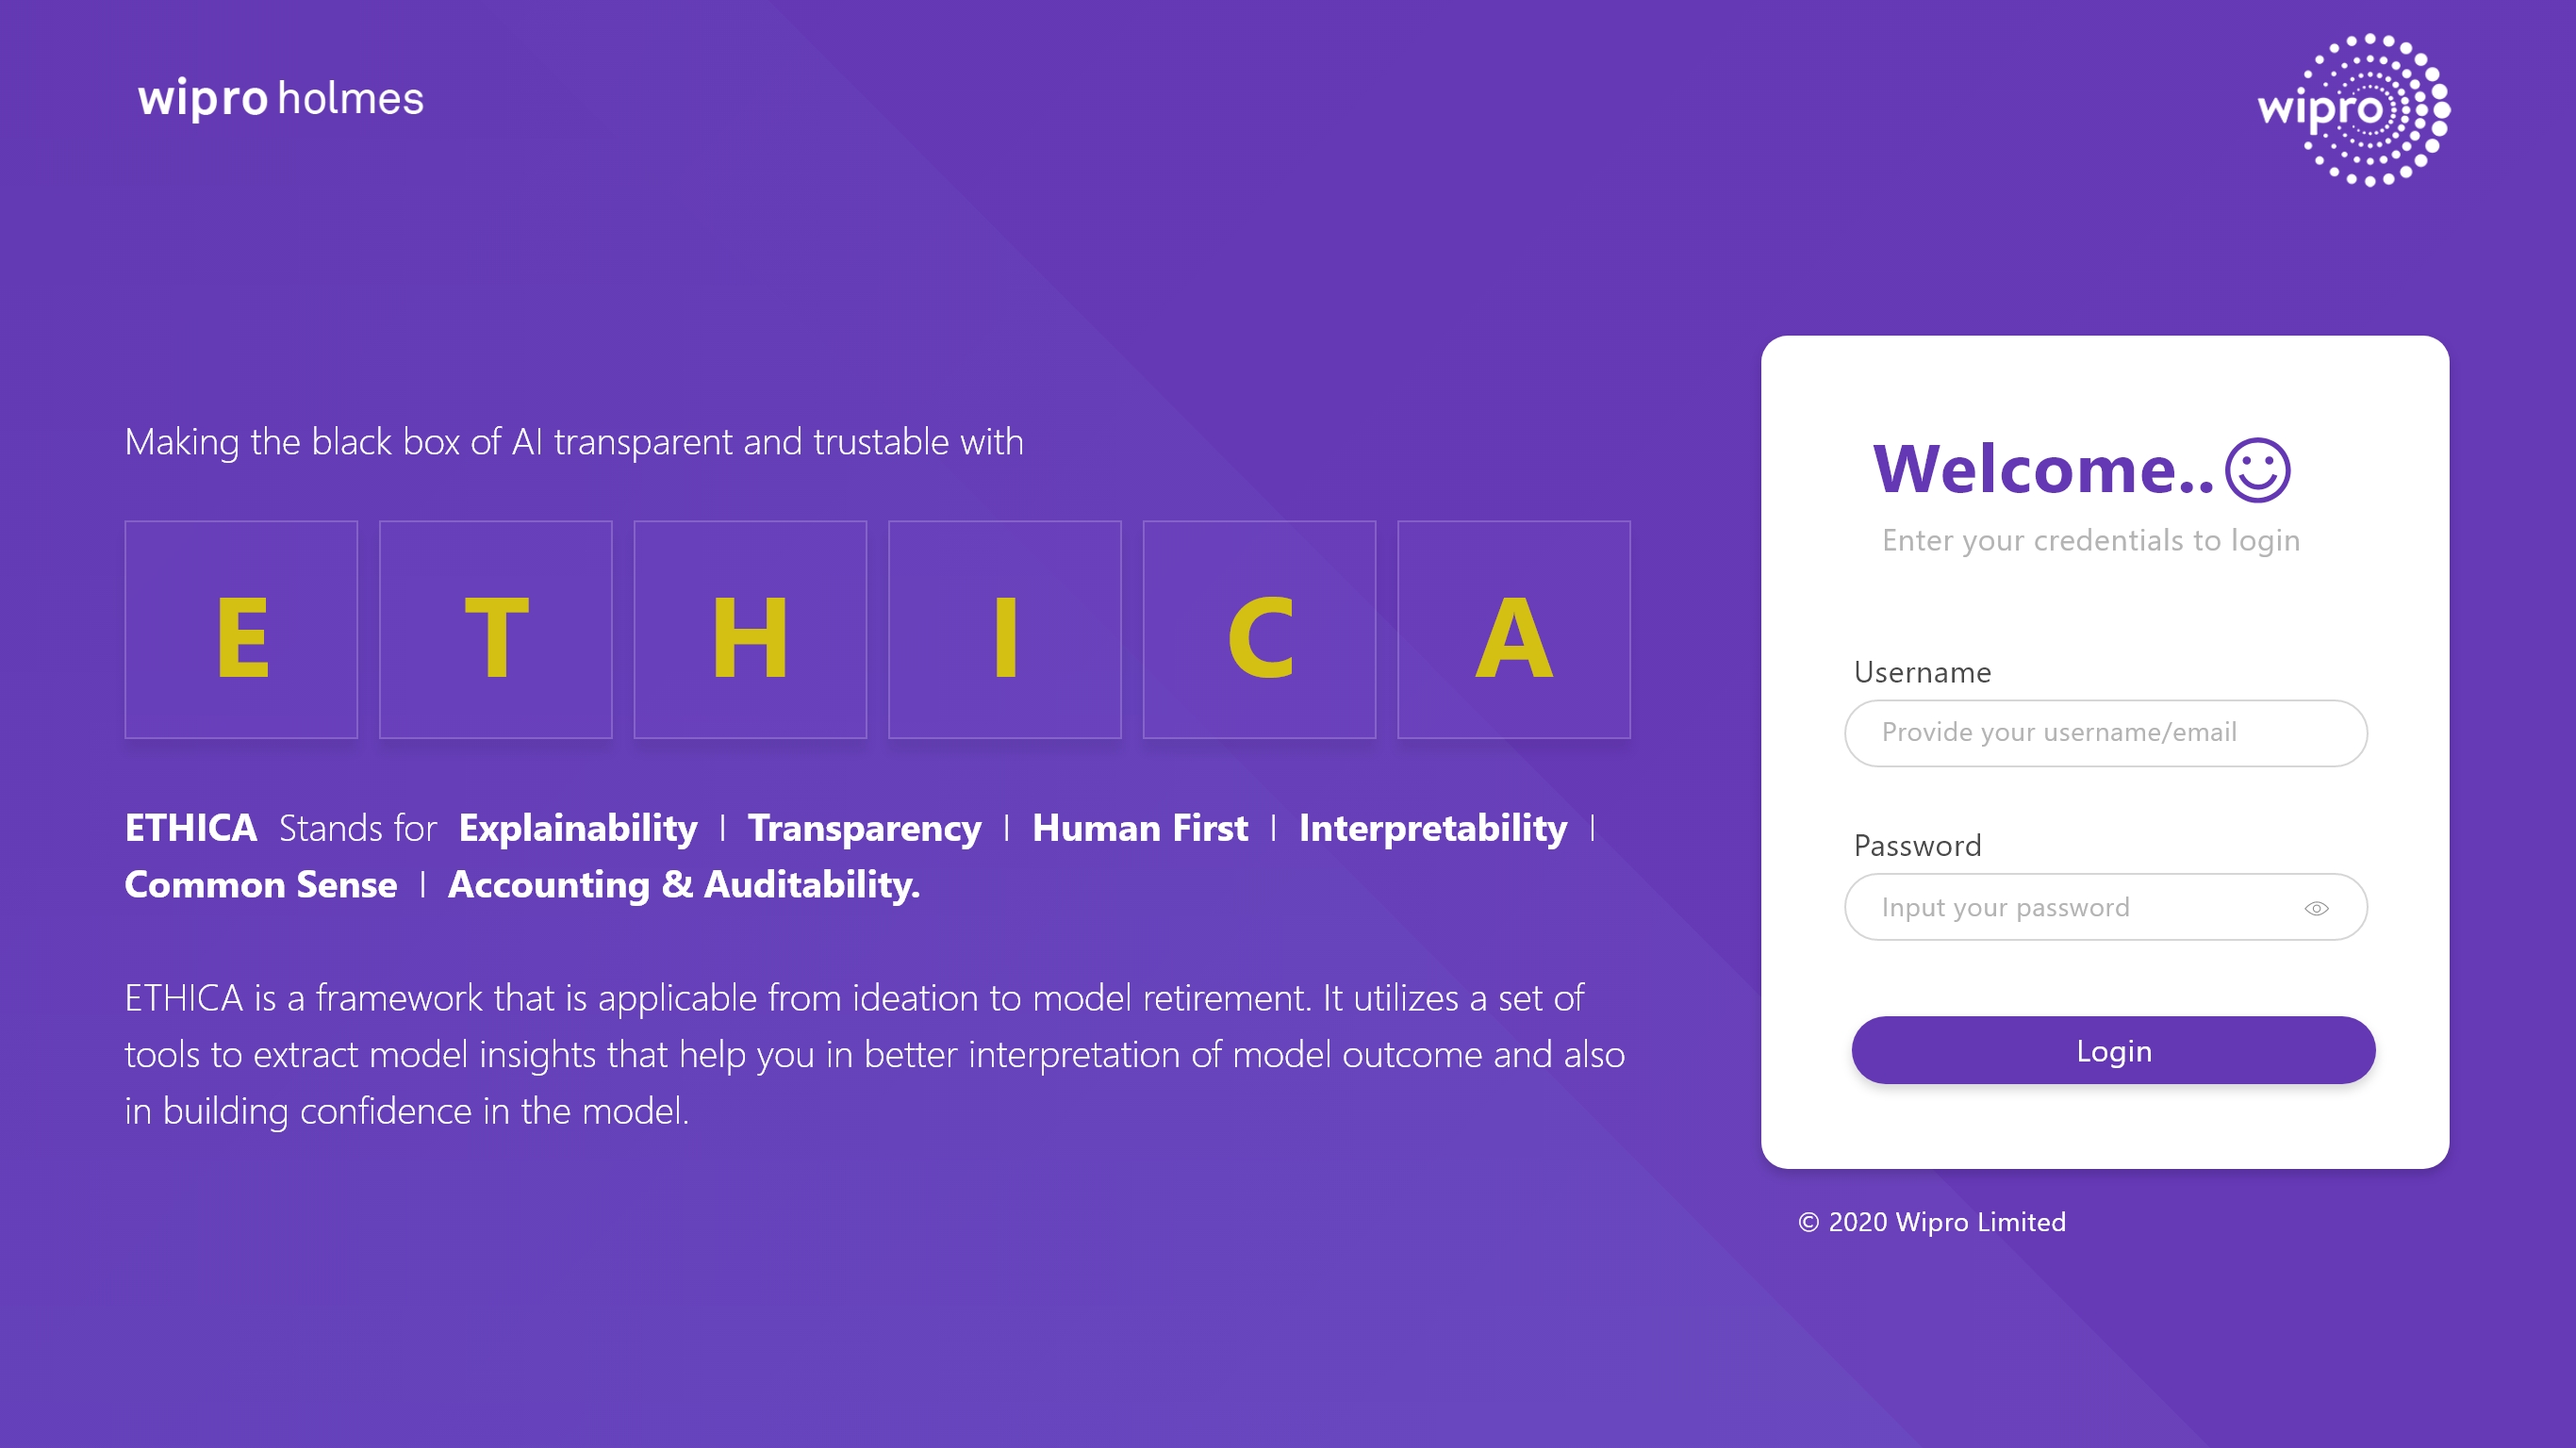 wipro holmes
wipro
Making the black box of AI transparent and trustable with
E T H I C A
ETHICA Stands for Explainability | Transparency | Human First | Interpretability |
Common Sense | Accounting & Auditability.
ETHICA is a framework that is applicable from ideation to model retirement. It utilizes a set of
tools to extract model insights that help you in better interpretation of model outcome and also
in building confidence in the model.
Welcome..
Enter your credentials to login
Username
Provide your username/email
Password
Input your password
Login
© 2020 Wipro Limited